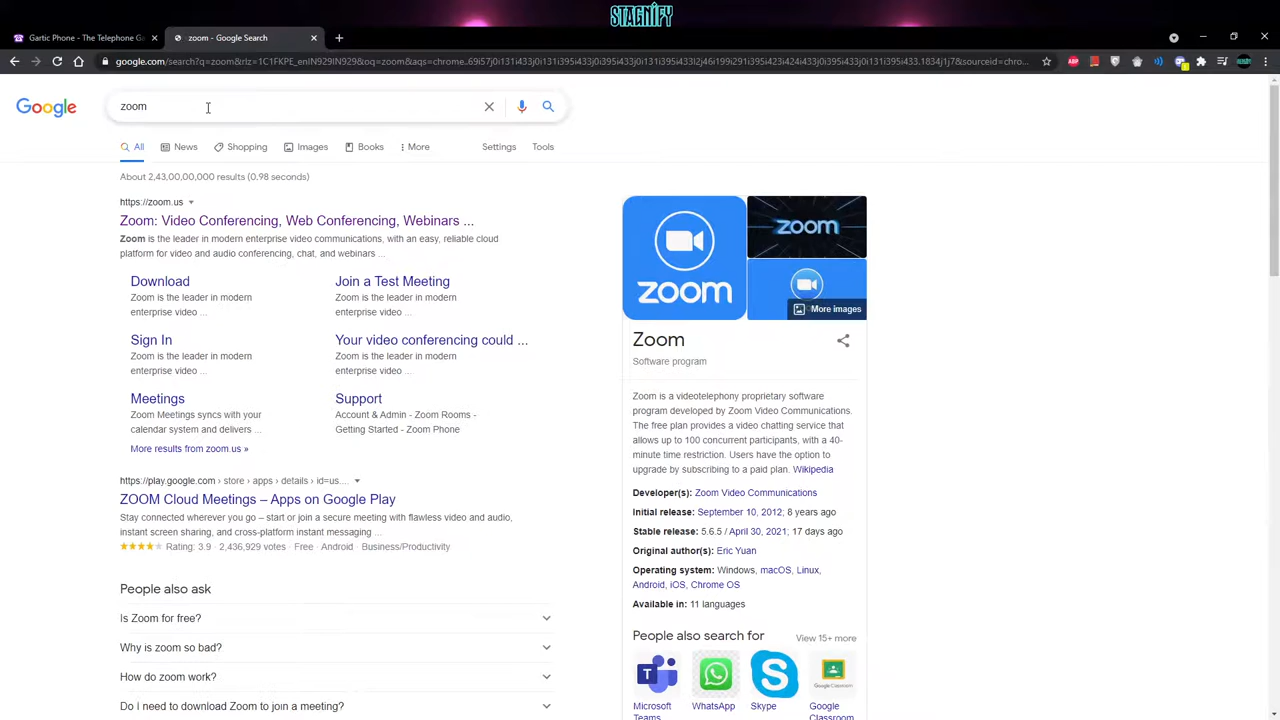 STAGNIFY
Gartic Phone - The Telephone Ga
zoom - Google Search
google.com/search?q=zoom&rlz=1C1FKPE_enIN929IN929&oq=zoom&aqs=chrome..69i57j0i131i433j0i395i433j0i131i395i433l2j46i199i291i395i423i424i433j0i395i433j0i131i395i433.1834j1j7&sourceid=chro...
Google
zoom
All
News
Shopping
Images
Books
More
Settings
Tools
About 2,43,00,00,000 results (0.98 seconds)
https://zoom.us
Zoom: Video Conferencing, Web Conferencing, Webinars ...
Zoom is the leader in modern enterprise video communications, with an easy, reliable cloud
platform for video and audio conferencing, chat, and webinars ...
Download
Zoom is the leader in modern
enterprise video ...
Join a Test Meeting
Zoom is the leader in modern
enterprise video ...
Sign In
Zoom is the leader in modern
enterprise video ...
Your video conferencing could ...
Zoom is the leader in modern
enterprise video ...
Meetings
Zoom Meetings syncs with your
calendar system and delivers ...
Support
Account & Admin - Zoom Rooms -
Getting Started - Zoom Phone
More results from zoom.us »
https://play.google.com › store › apps › details › id=us....
ZOOM Cloud Meetings – Apps on Google Play
Stay connected wherever you go – start or join a secure meeting with flawless video and audio,
instant screen sharing, and cross-platform instant messaging ...
Rating: 3.9 · 2,436,929 votes · Free · Android · Business/Productivity
People also ask
Is Zoom for free?
Why is zoom so bad?
How do zoom work?
Do I need to download Zoom to join a meeting?
zoom
zoom
More images
Zoom
Software program
Zoom is a videotelephony proprietary software
program developed by Zoom Video Communications.
The free plan provides a video chatting service that
allows up to 100 concurrent participants, with a 40-
minute time restriction. Users have the option to
upgrade by subscribing to a paid plan. Wikipedia
Developer(s): Zoom Video Communications
Initial release: September 10, 2012; 8 years ago
Stable release: 5.6.5 / April 30, 2021; 17 days ago
Original author(s): Eric Yuan
Operating system: Windows, macOS, Linux,
Android, iOS, Chrome OS
Available in: 11 languages
People also search for
View 15+ more
Microsoft
Teams
WhatsApp
Skype
Google
Classroom